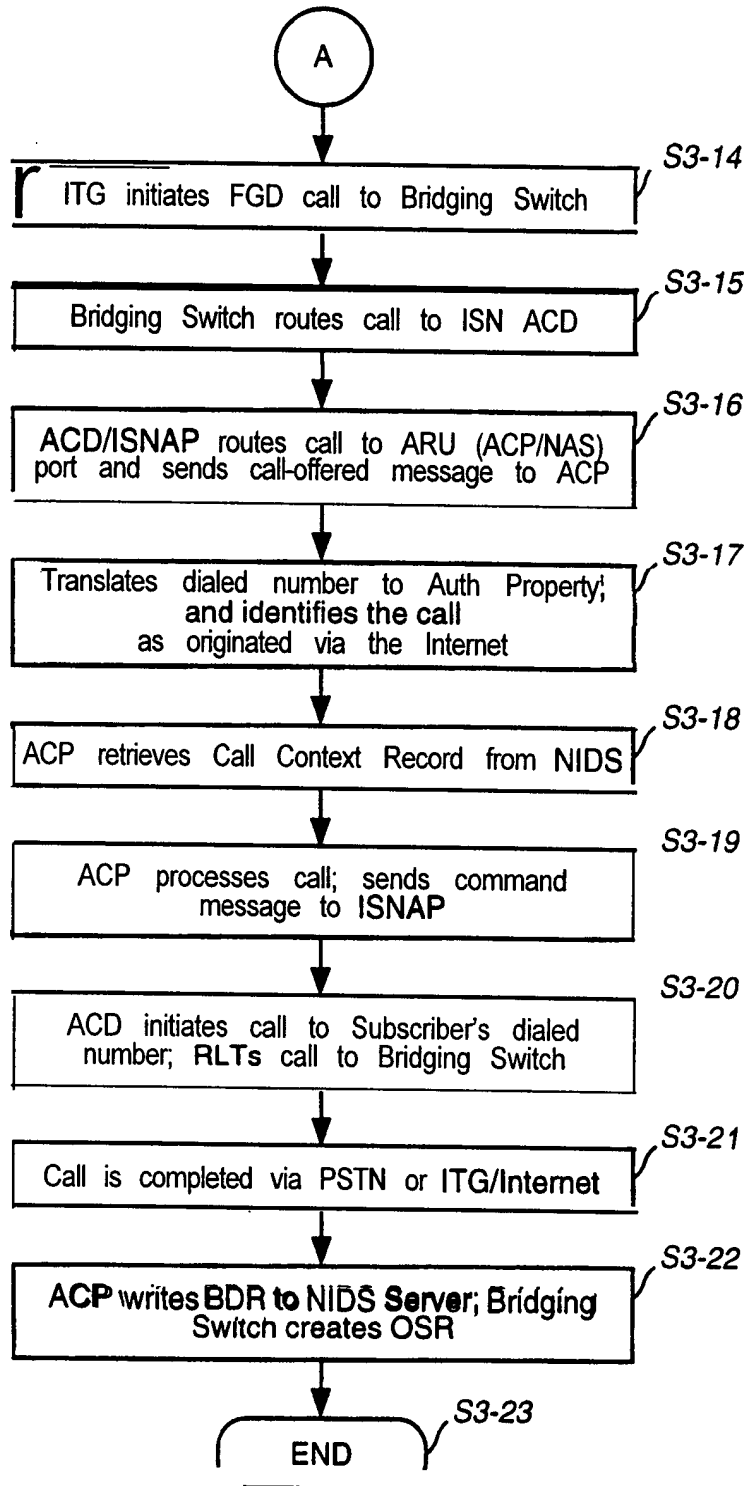 A
S3-14
ITG initiates FGD call to Bridging Switch
S3-15
Bridging Switch routes call to ISN ACD
S3-16
ACD/ISNAP routes call to ARU (ACP/NAS)
port and sends call-offered message to ACP
S3-17
Translates dialed number to Auth Property;
and identifies the call
as originated via the Internet
S3-18
ACP retrieves Call Context Record from NIDS
S3-19
ACP processes call; sends command
message to ISNAP
S3-20
ACD initiates call to Subscriber's dialed
number; RLTs call to Bridging Switch
S3-21
Call is completed via PSTN or ITG/Internet
S3-22
ACP writes BDR to NIDS Server; Bridging
Switch creates OSR
S3-23
END